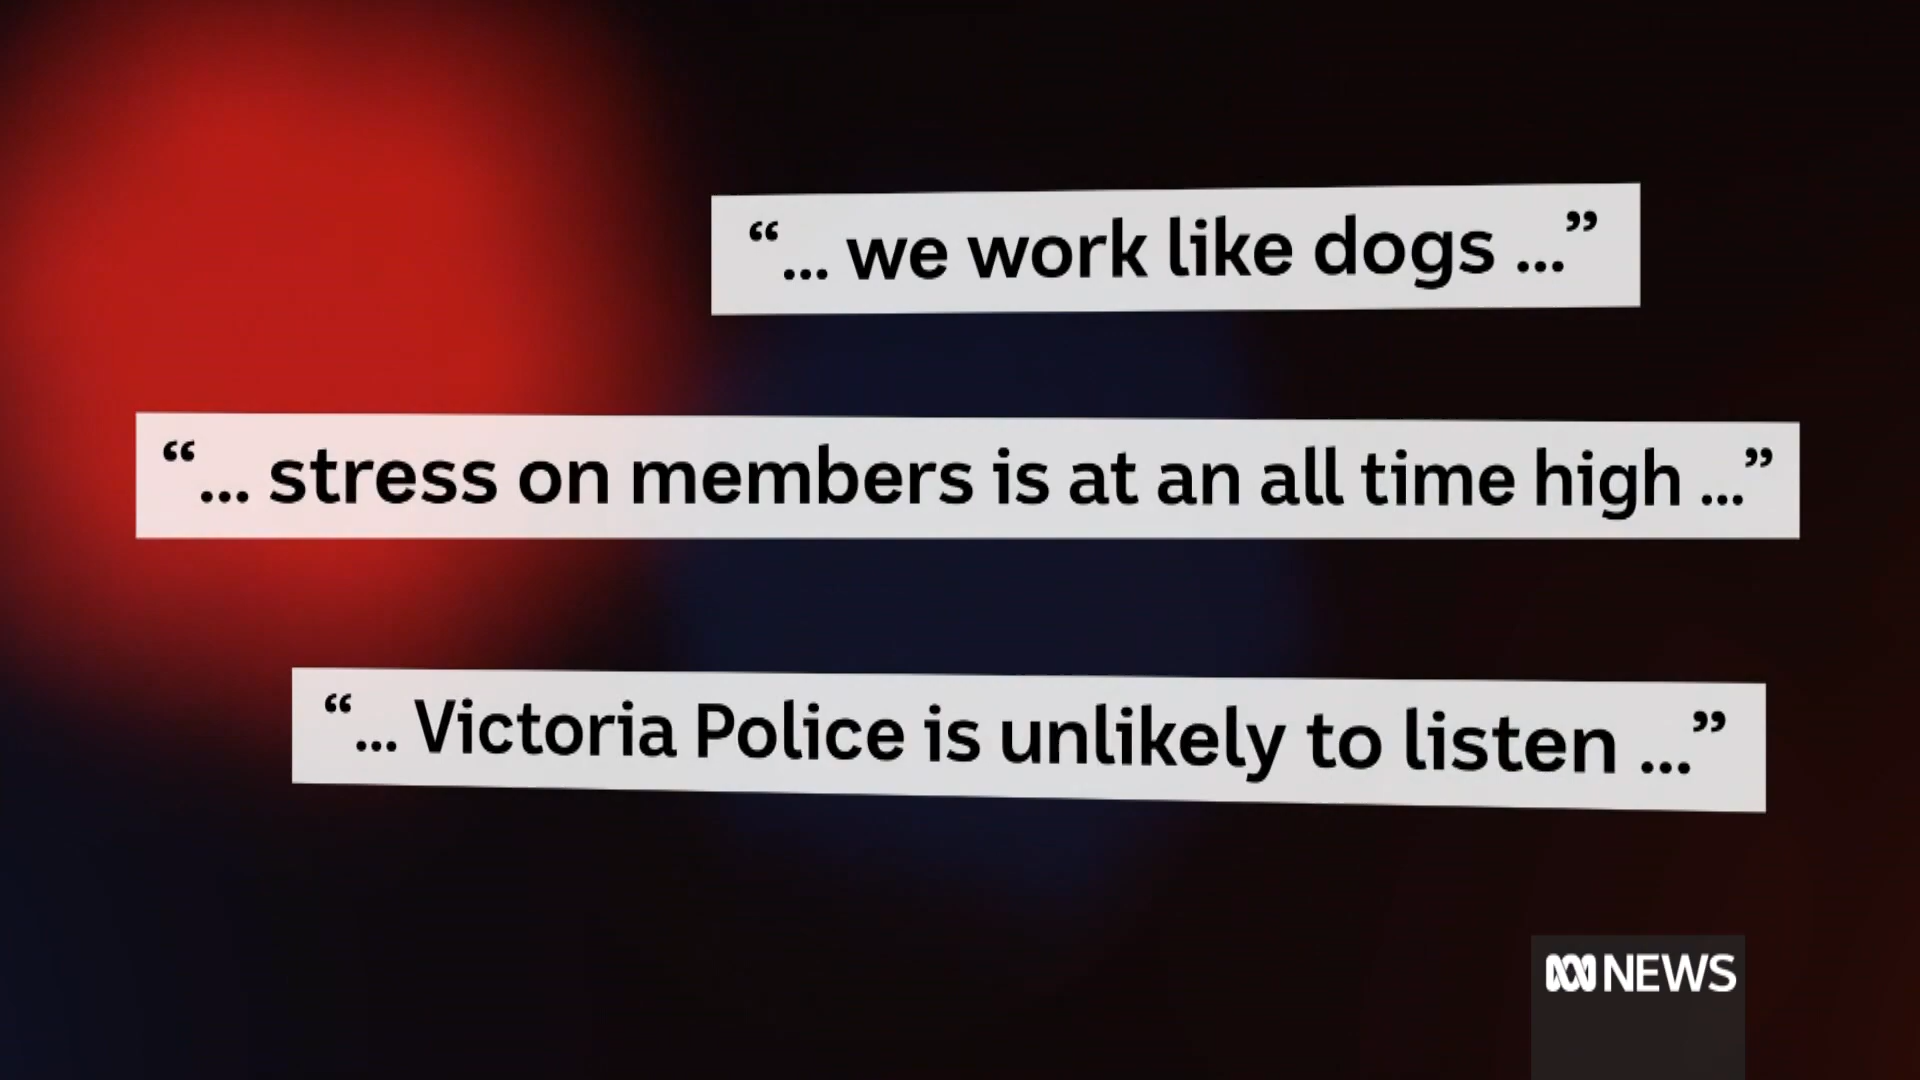 “... we work like dogs ...”
“... stress on members is at an all time high ...”
“... Victoria Police is unlikely to listen ...”
NEWS